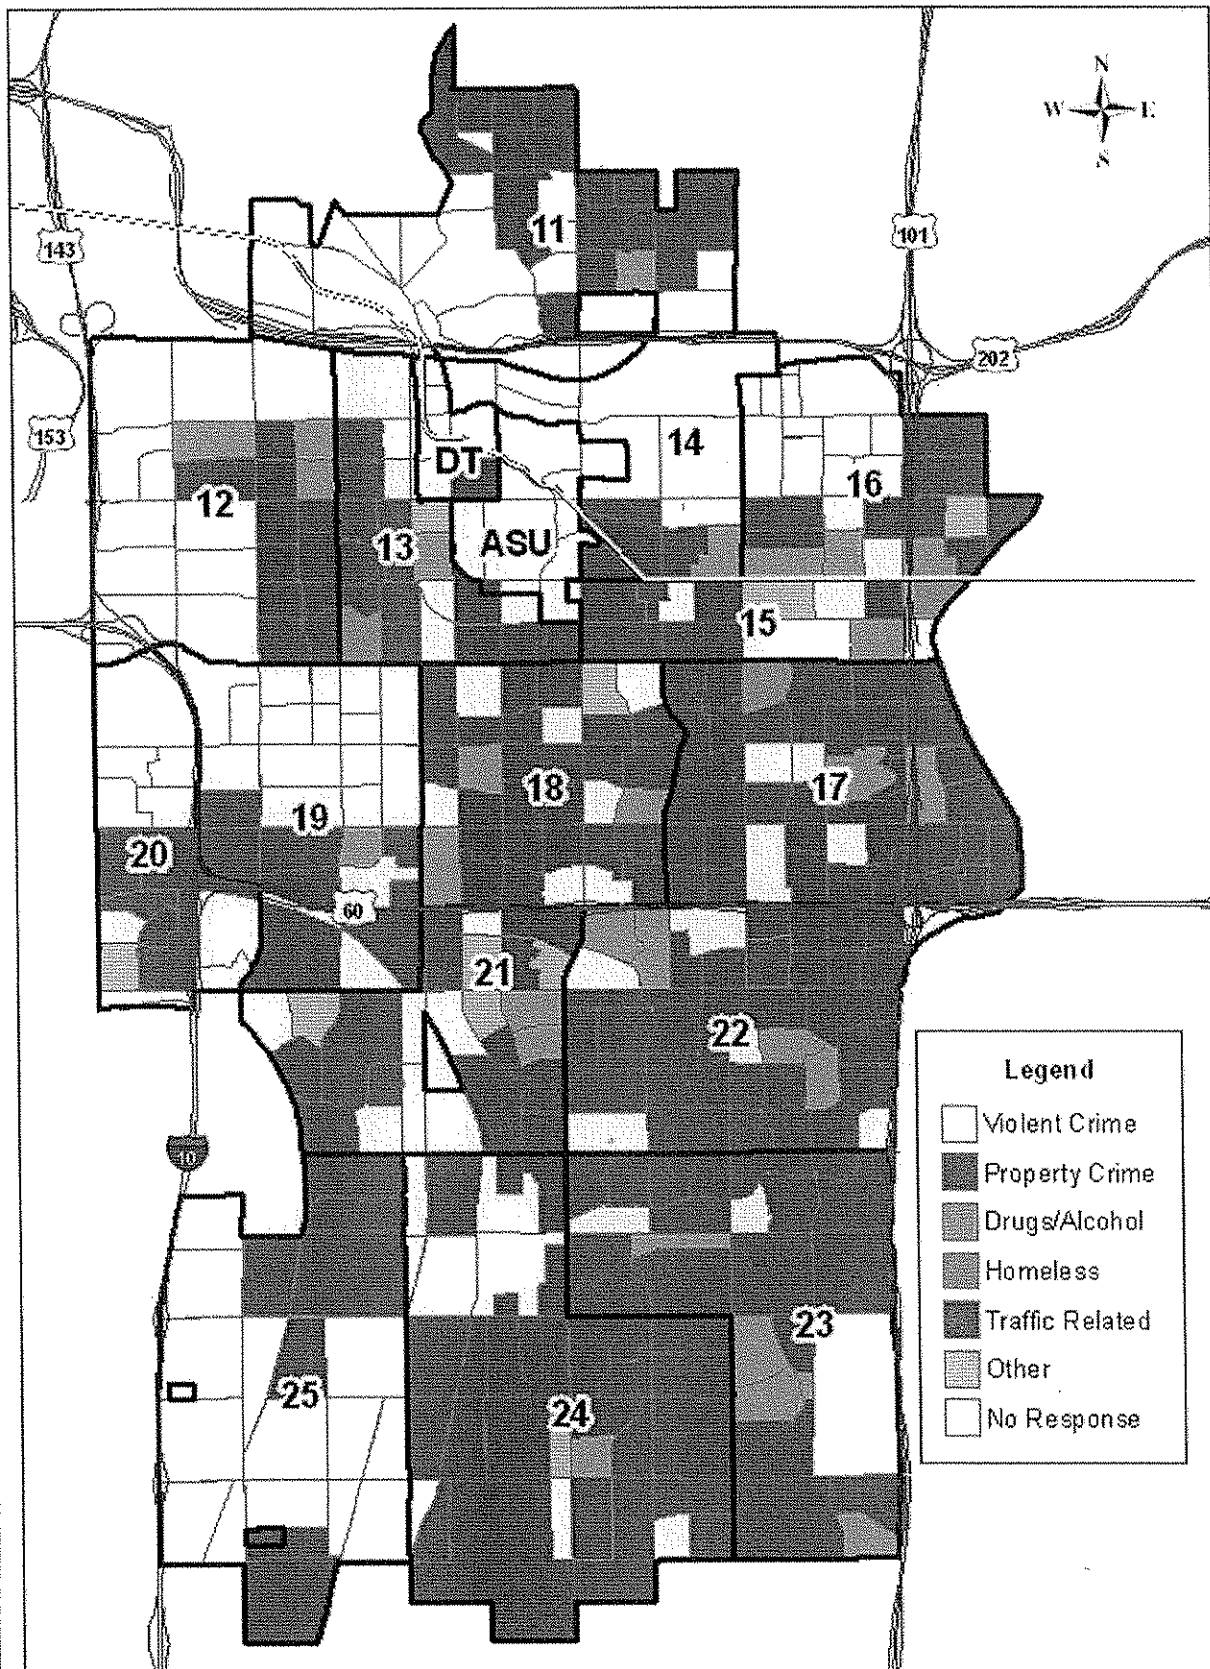 N
W E
S
11
143
101
202
153
14
DT
16
12
13
ASU
15
18
17
19
20
60
21
22
Legend
Violent Crime
Property Crime
Drugs/Alcohol
Homeless
Traffic Related
Other
No Response
10
23
25
24